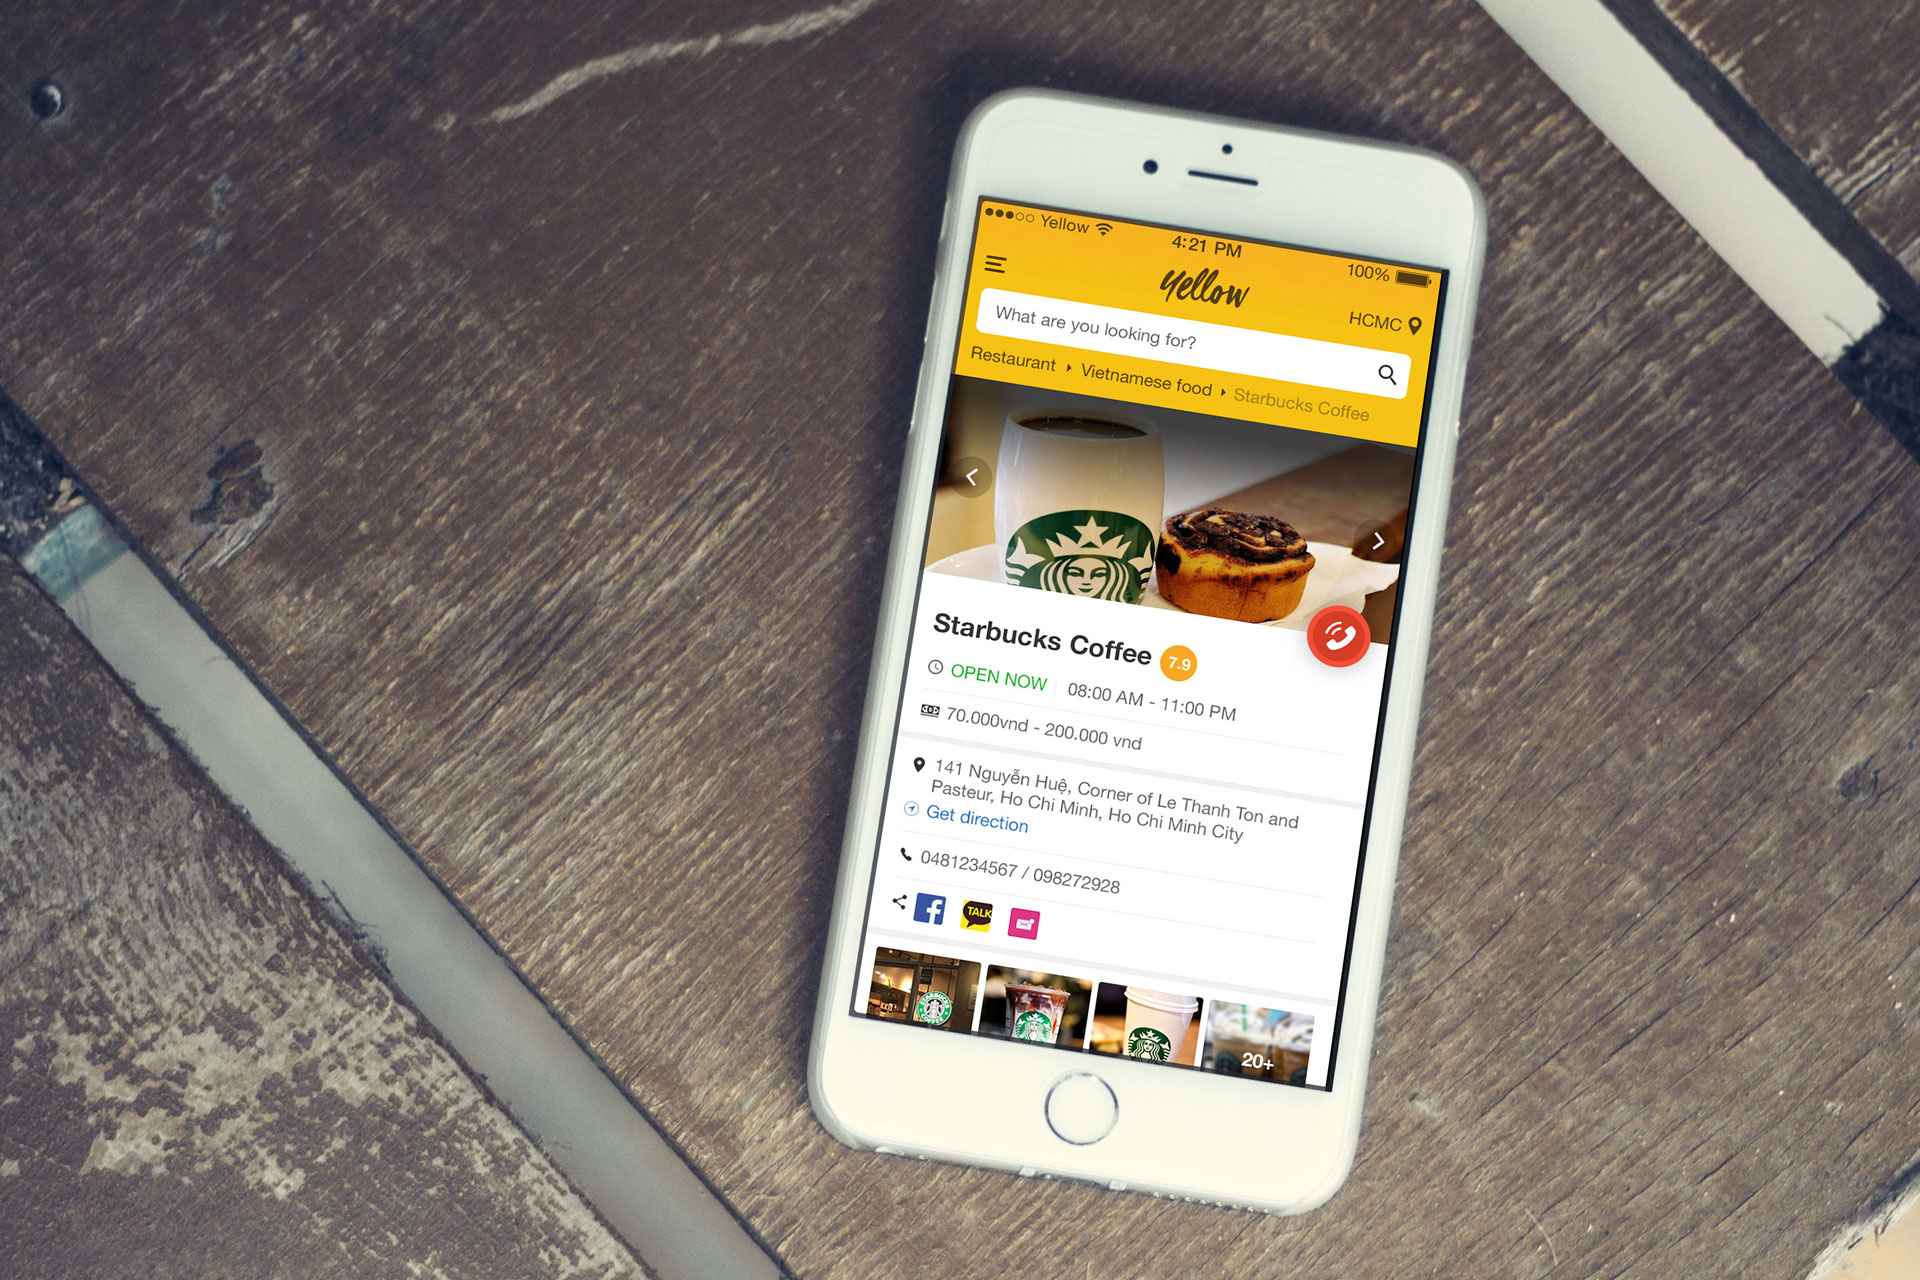 Yellow
4:21 PM
100%
Yellow
HCMC
What are you looking for?
Restaurant Vietnamese food Starbucks Coffee
Starbucks Coffee 7.9
OPEN NOW 08:00 AM - 11:00 PM
70.000vnd - 200.000 vnd
141 Nguyễn Huệ, Corner of Le Thanh Ton and
Pasteur, Ho Chi Minh, Ho Chi Minh City
Get direction
0481234567 / 098272928
f
TALK
STARBUCKS
COFFEE
20+